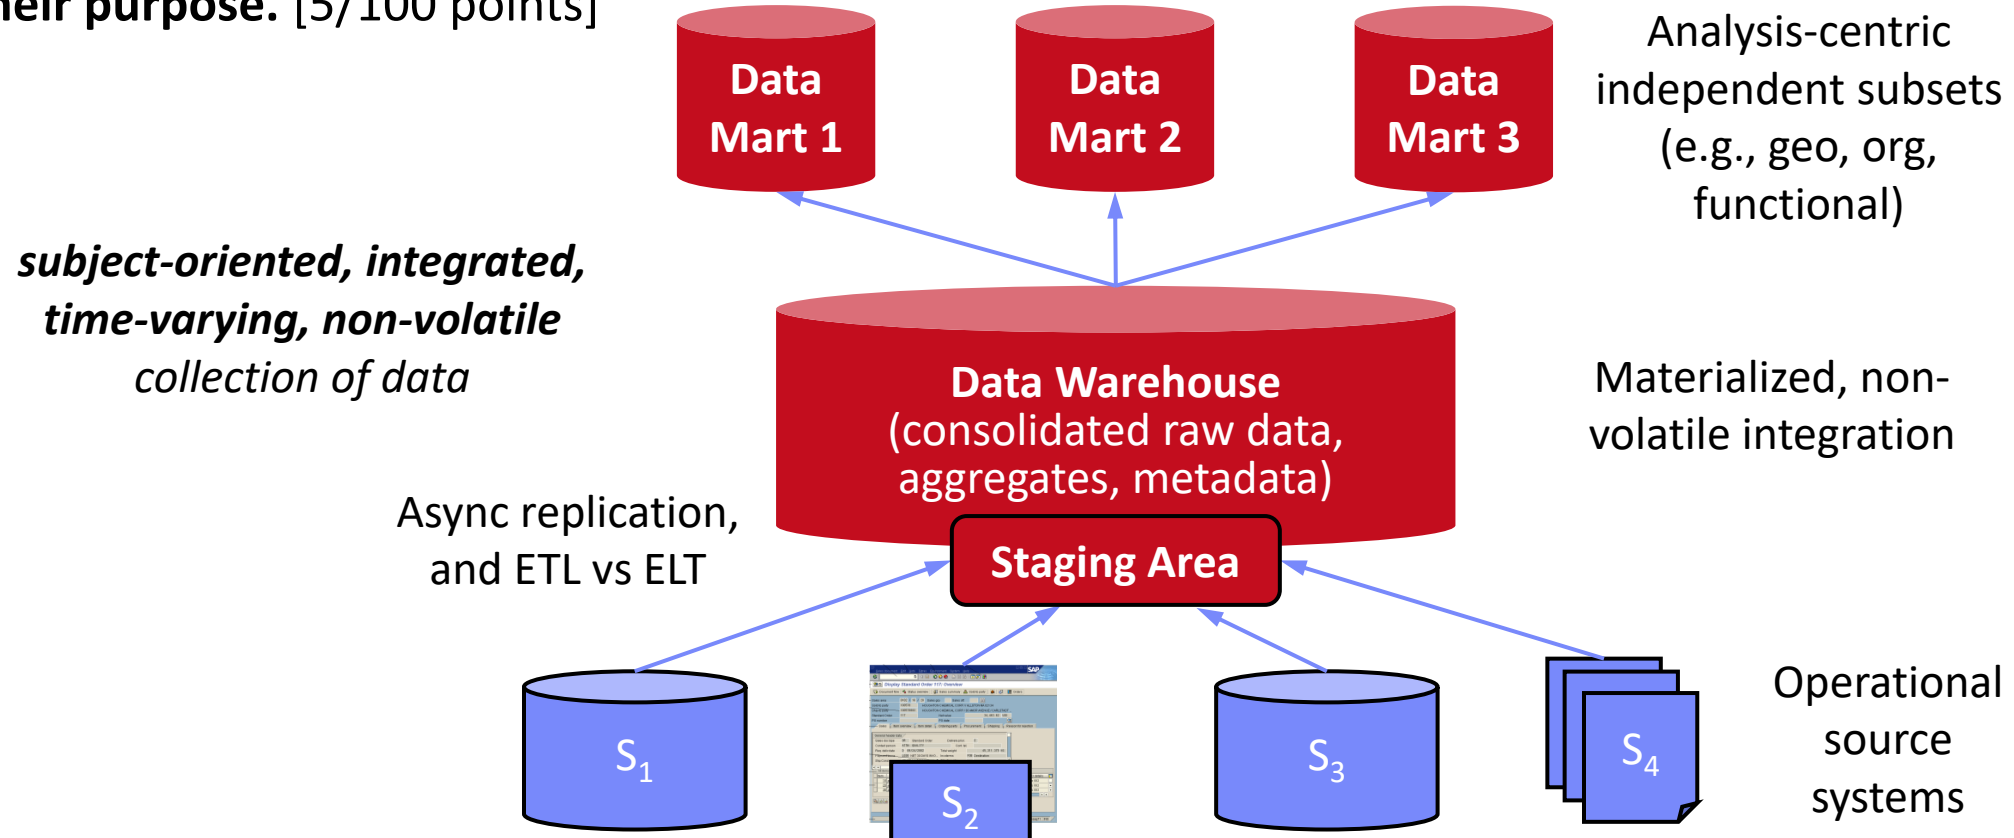 heir purpose. [5/100 points]
Data
Mart 1
Data
Mart 2
Data
Mart 3
Analysis-centric
independent subsets
(e.g., geo, org,
functional)
subject-oriented, integrated,
time-varying, non-volatile
collection of data
Data Warehouse
(consolidated raw data,
aggregates, metadata)
Materialized, non-
volatile integration
Async replication,
and ETL vs ELT
Staging Area
SAP
S1
S2
S3
S4
Operational
source
systems